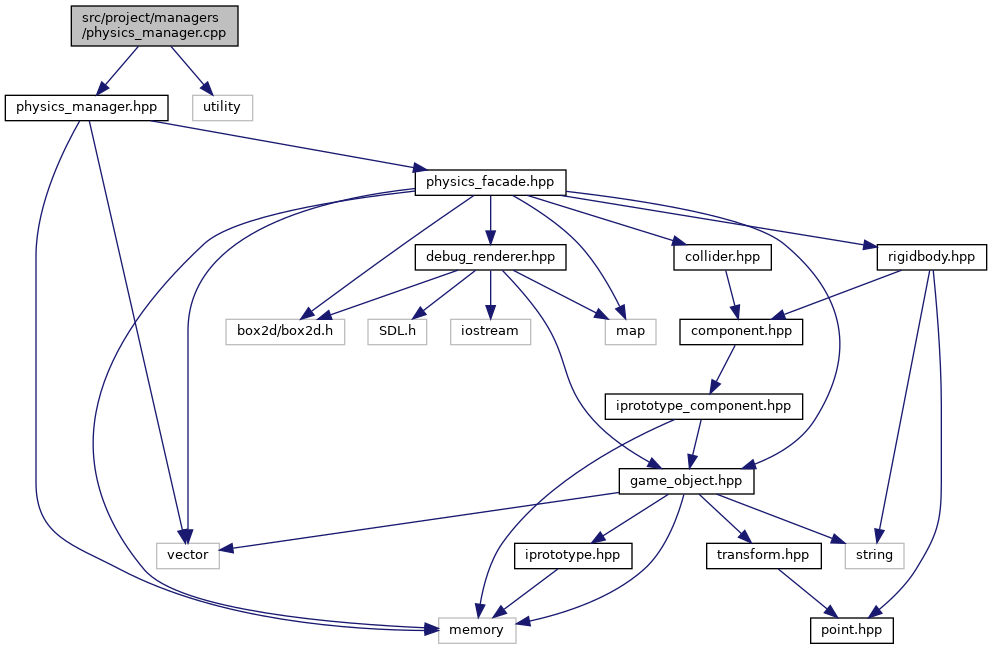 src/project/managers
/physics_manager.cpp
physics_manager.hpp
utility
physics_facade.hpp
debug_renderer.hpp
collider.hpp
rigidbody.hpp
box2d/box2d.h
SDL.h
iostream
map
component.hpp
iprototype_component.hpp
game_object.hpp
vector
iprototype.hpp
transform.hpp
string
memory
point.hpp